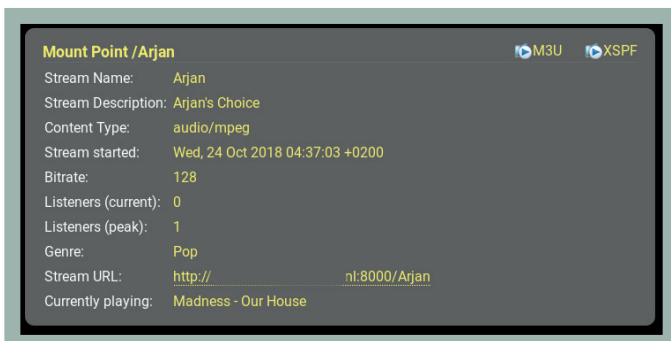 Mount Point /Arjan M3U XSPF
Stream Name: Arjan
Stream Description: Arjan's Choice
Content Type: audio/mpeg
Stream started: Wed, 24 Oct 2018 04:37:03 +0200
Bitrate: 128
Listeners (current): 0
Listeners (peak): 1
Genre: Pop
Stream URL: http:// nl:8000/Arjan
Currently playing: Madness - Our House